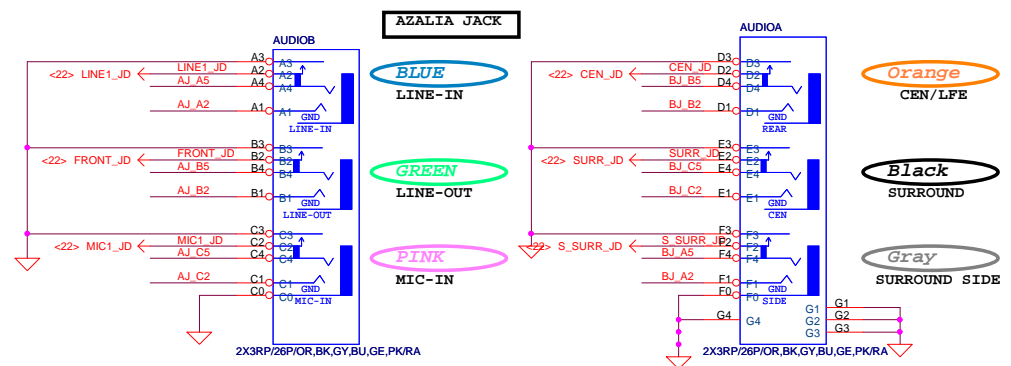 AZALIA JACK
AUDIOB
A3 A3
<22> LINE1_JD LINE1_JD A2 A2
AJ_A5 A4 A4
AJ_A2 A1 A1
GND
LINE-IN
BLUE
LINE-IN
B3 B3
<22> FRONT_JD FRONT_JD B2 B2
AJ_B5 B4 B4
AJ_B2 B1 B1
GND
LINE-OUT
GREEN
LINE-OUT
C3 C3
<22> MIC1_JD MIC1_JD C2 C2
AJ_C5 C4 C4
AJ_C2 C1 C1
GND
C0 C0
MIC-IN
PINK
MIC-IN
2X3RP/26P/OR,BK,GY,BU,GE,PK/RA
AUDIOA
D3 D3
<22> CEN_JD CEN_JD D2 D2
BJ_B5 D4 D4
BJ_B2 D1 D1
GND
REAR
Orange
CEN/LFE
E3 E3
<22> SURR_JD SURR_JD E2 E2
BJ_C5 E4 E4
BJ_C2 E1 E1
GND
CEN
Black
SURROUND
F3 F3
<22> S_SURR_JD S_SURR_JD F2 F2
BJ_A5 F4 F4
BJ_A2 F1 F1
GND
F0 F0
SIDE
Gray
SURROUND SIDE
G1 G1
G4 G4 G2 G2
G3 G3
2X3RP/26P/OR,BK,GY,BU,GE,PK/RA